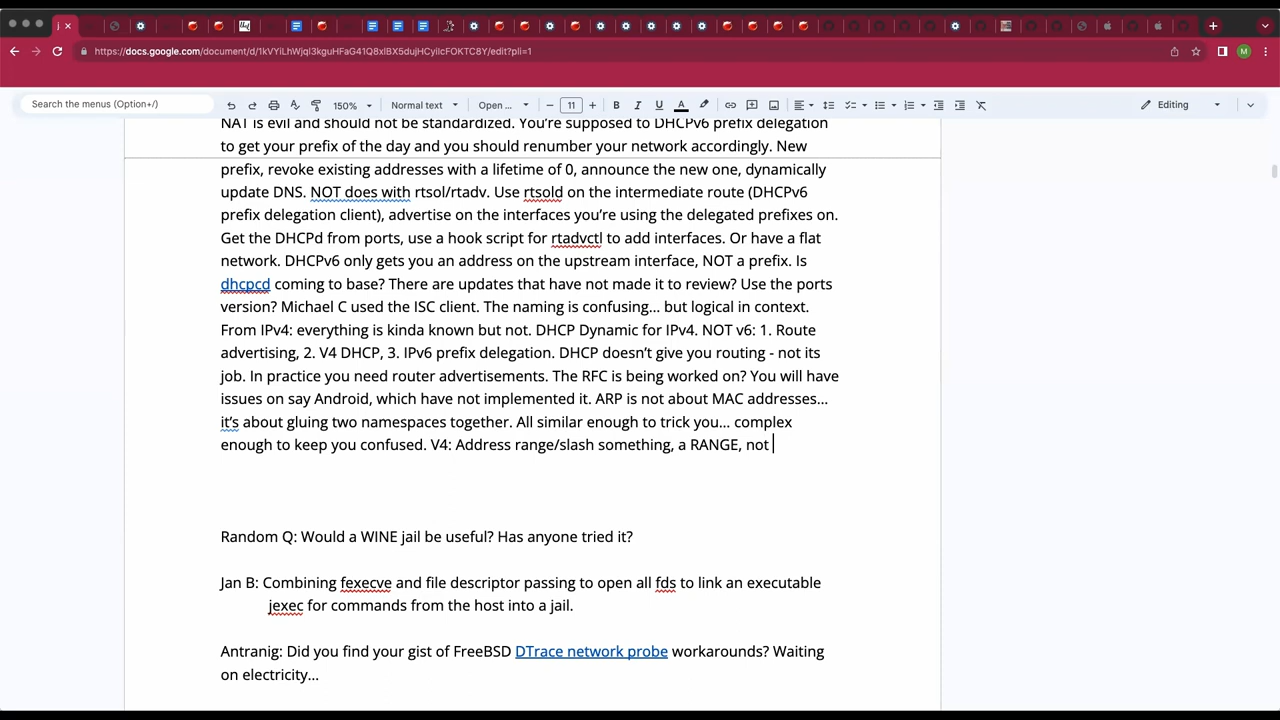 https://docs.google.com/document/d/1kVYiLhWjql3kguHFaG41Q8xlBX5dujHCyilcFOKTC8Y/edit?pli=1
M
Search the menus (Option+/)
150%
Normal text
Open ...
11
B I U A
Editing
NAT is evil and should not be standardized. You’re supposed to DHCPv6 prefix delegation
to get your prefix of the day and you should renumber your network accordingly. New
prefix, revoke existing addresses with a lifetime of 0, announce the new one, dynamically
update DNS. NOT does with rtsol/rtadv. Use rtsold on the intermediate route (DHCPv6
prefix delegation client), advertise on the interfaces you’re using the delegated prefixes on.
Get the DHCPd from ports, use a hook script for rtadvctl to add interfaces. Or have a flat
network. DHCPv6 only gets you an address on the upstream interface, NOT a prefix. Is
dhcpcd coming to base? There are updates that have not made it to review? Use the ports
version? Michael C used the ISC client. The naming is confusing… but logical in context.
From IPv4: everything is kinda known but not. DHCP Dynamic for IPv4. NOT v6: 1. Route
advertising, 2. V4 DHCP, 3. IPv6 prefix delegation. DHCP doesn’t give you routing - not its
job. In practice you need router advertisements. The RFC is being worked on? You will have
issues on say Android, which have not implemented it. ARP is not about MAC addresses…
it’s about gluing two namespaces together. All similar enough to trick you… complex
enough to keep you confused. V4: Address range/slash something, a RANGE, not
Random Q: Would a WINE jail be useful? Has anyone tried it?
Jan B: Combining fexecve and file descriptor passing to open all fds to link an executable
jexec for commands from the host into a jail.
Antranig: Did you find your gist of FreeBSD DTrace network probe workarounds? Waiting
on electricity…